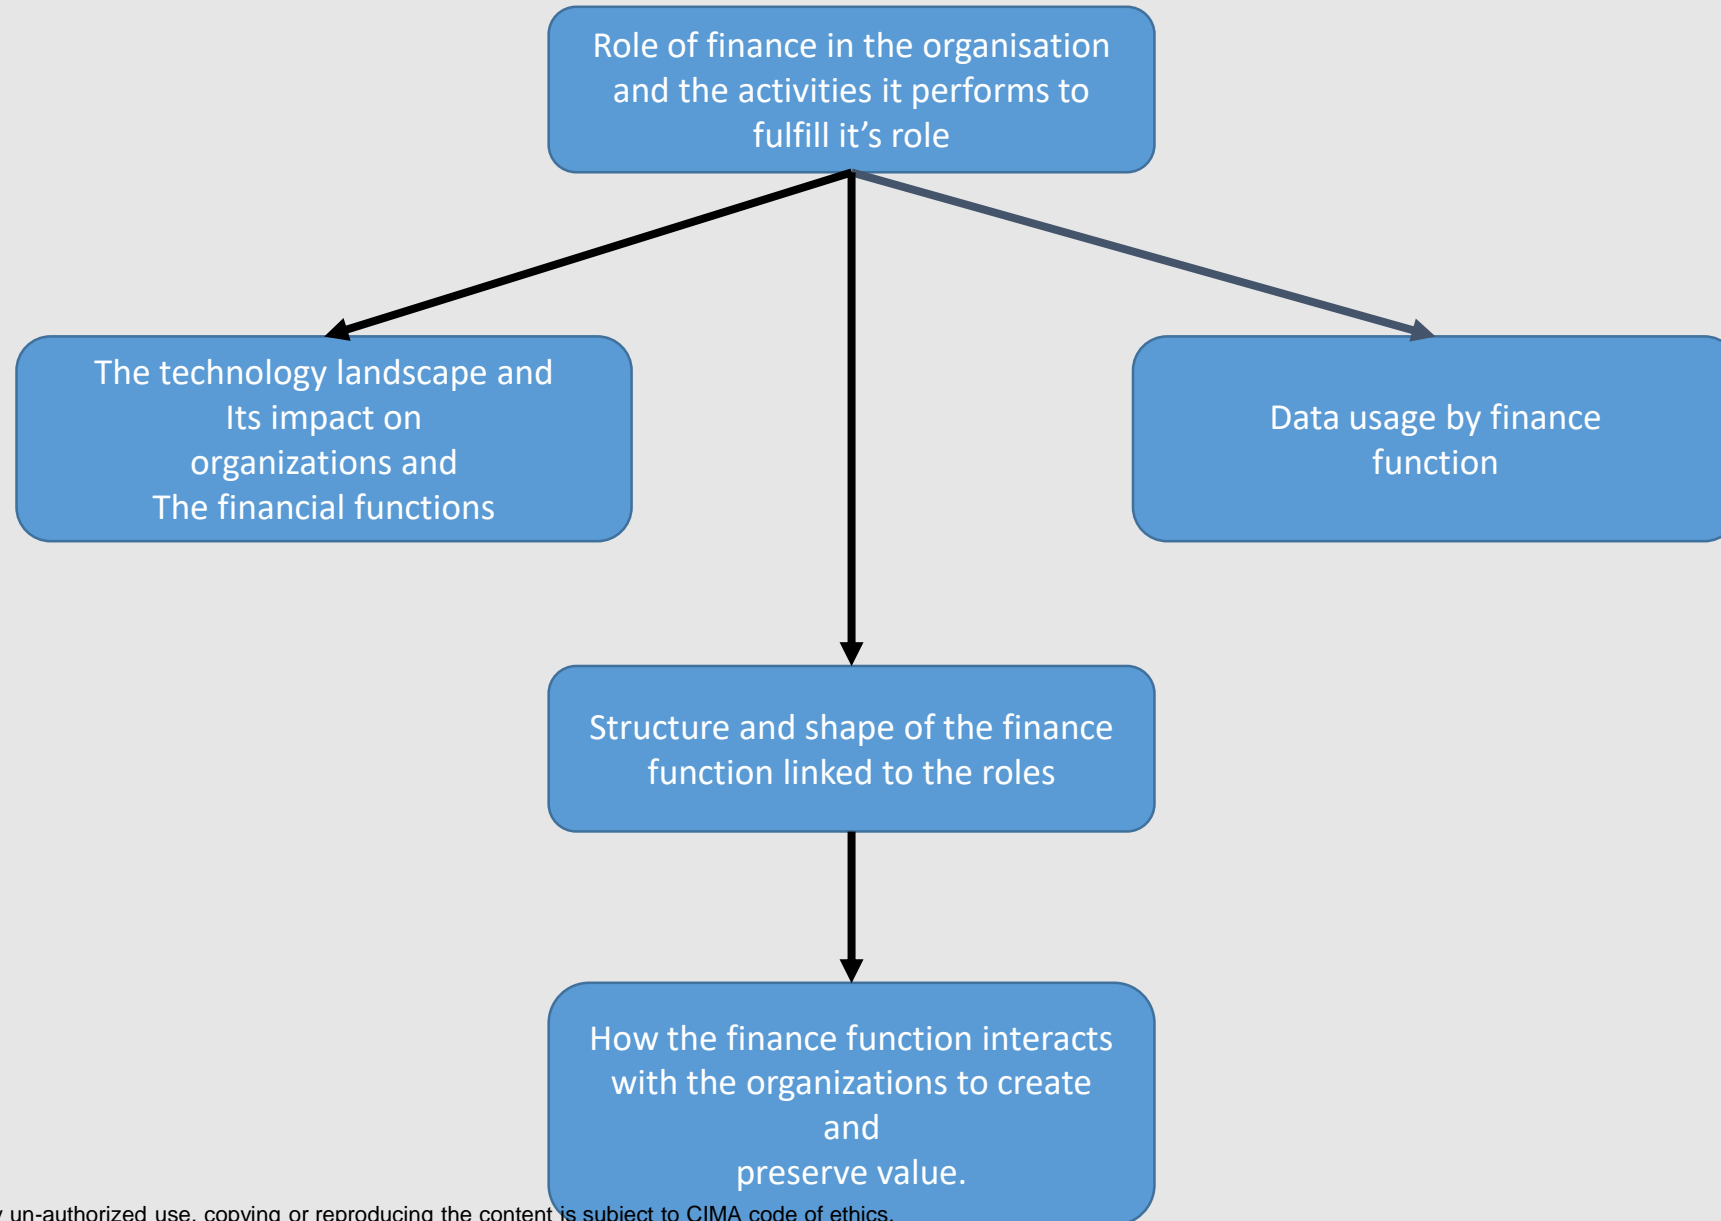 Role of finance in the organisation
and the activities it performs to
fulfill it’s role
The technology landscape and
Its impact on
organizations and
The financial functions
Data usage by finance
function
Structure and shape of the finance
function linked to the roles
How the finance function interacts
with the organizations to create
and
preserve value.
un-authorized use, copying or reproducing the content is subject to CIMA code of ethics.